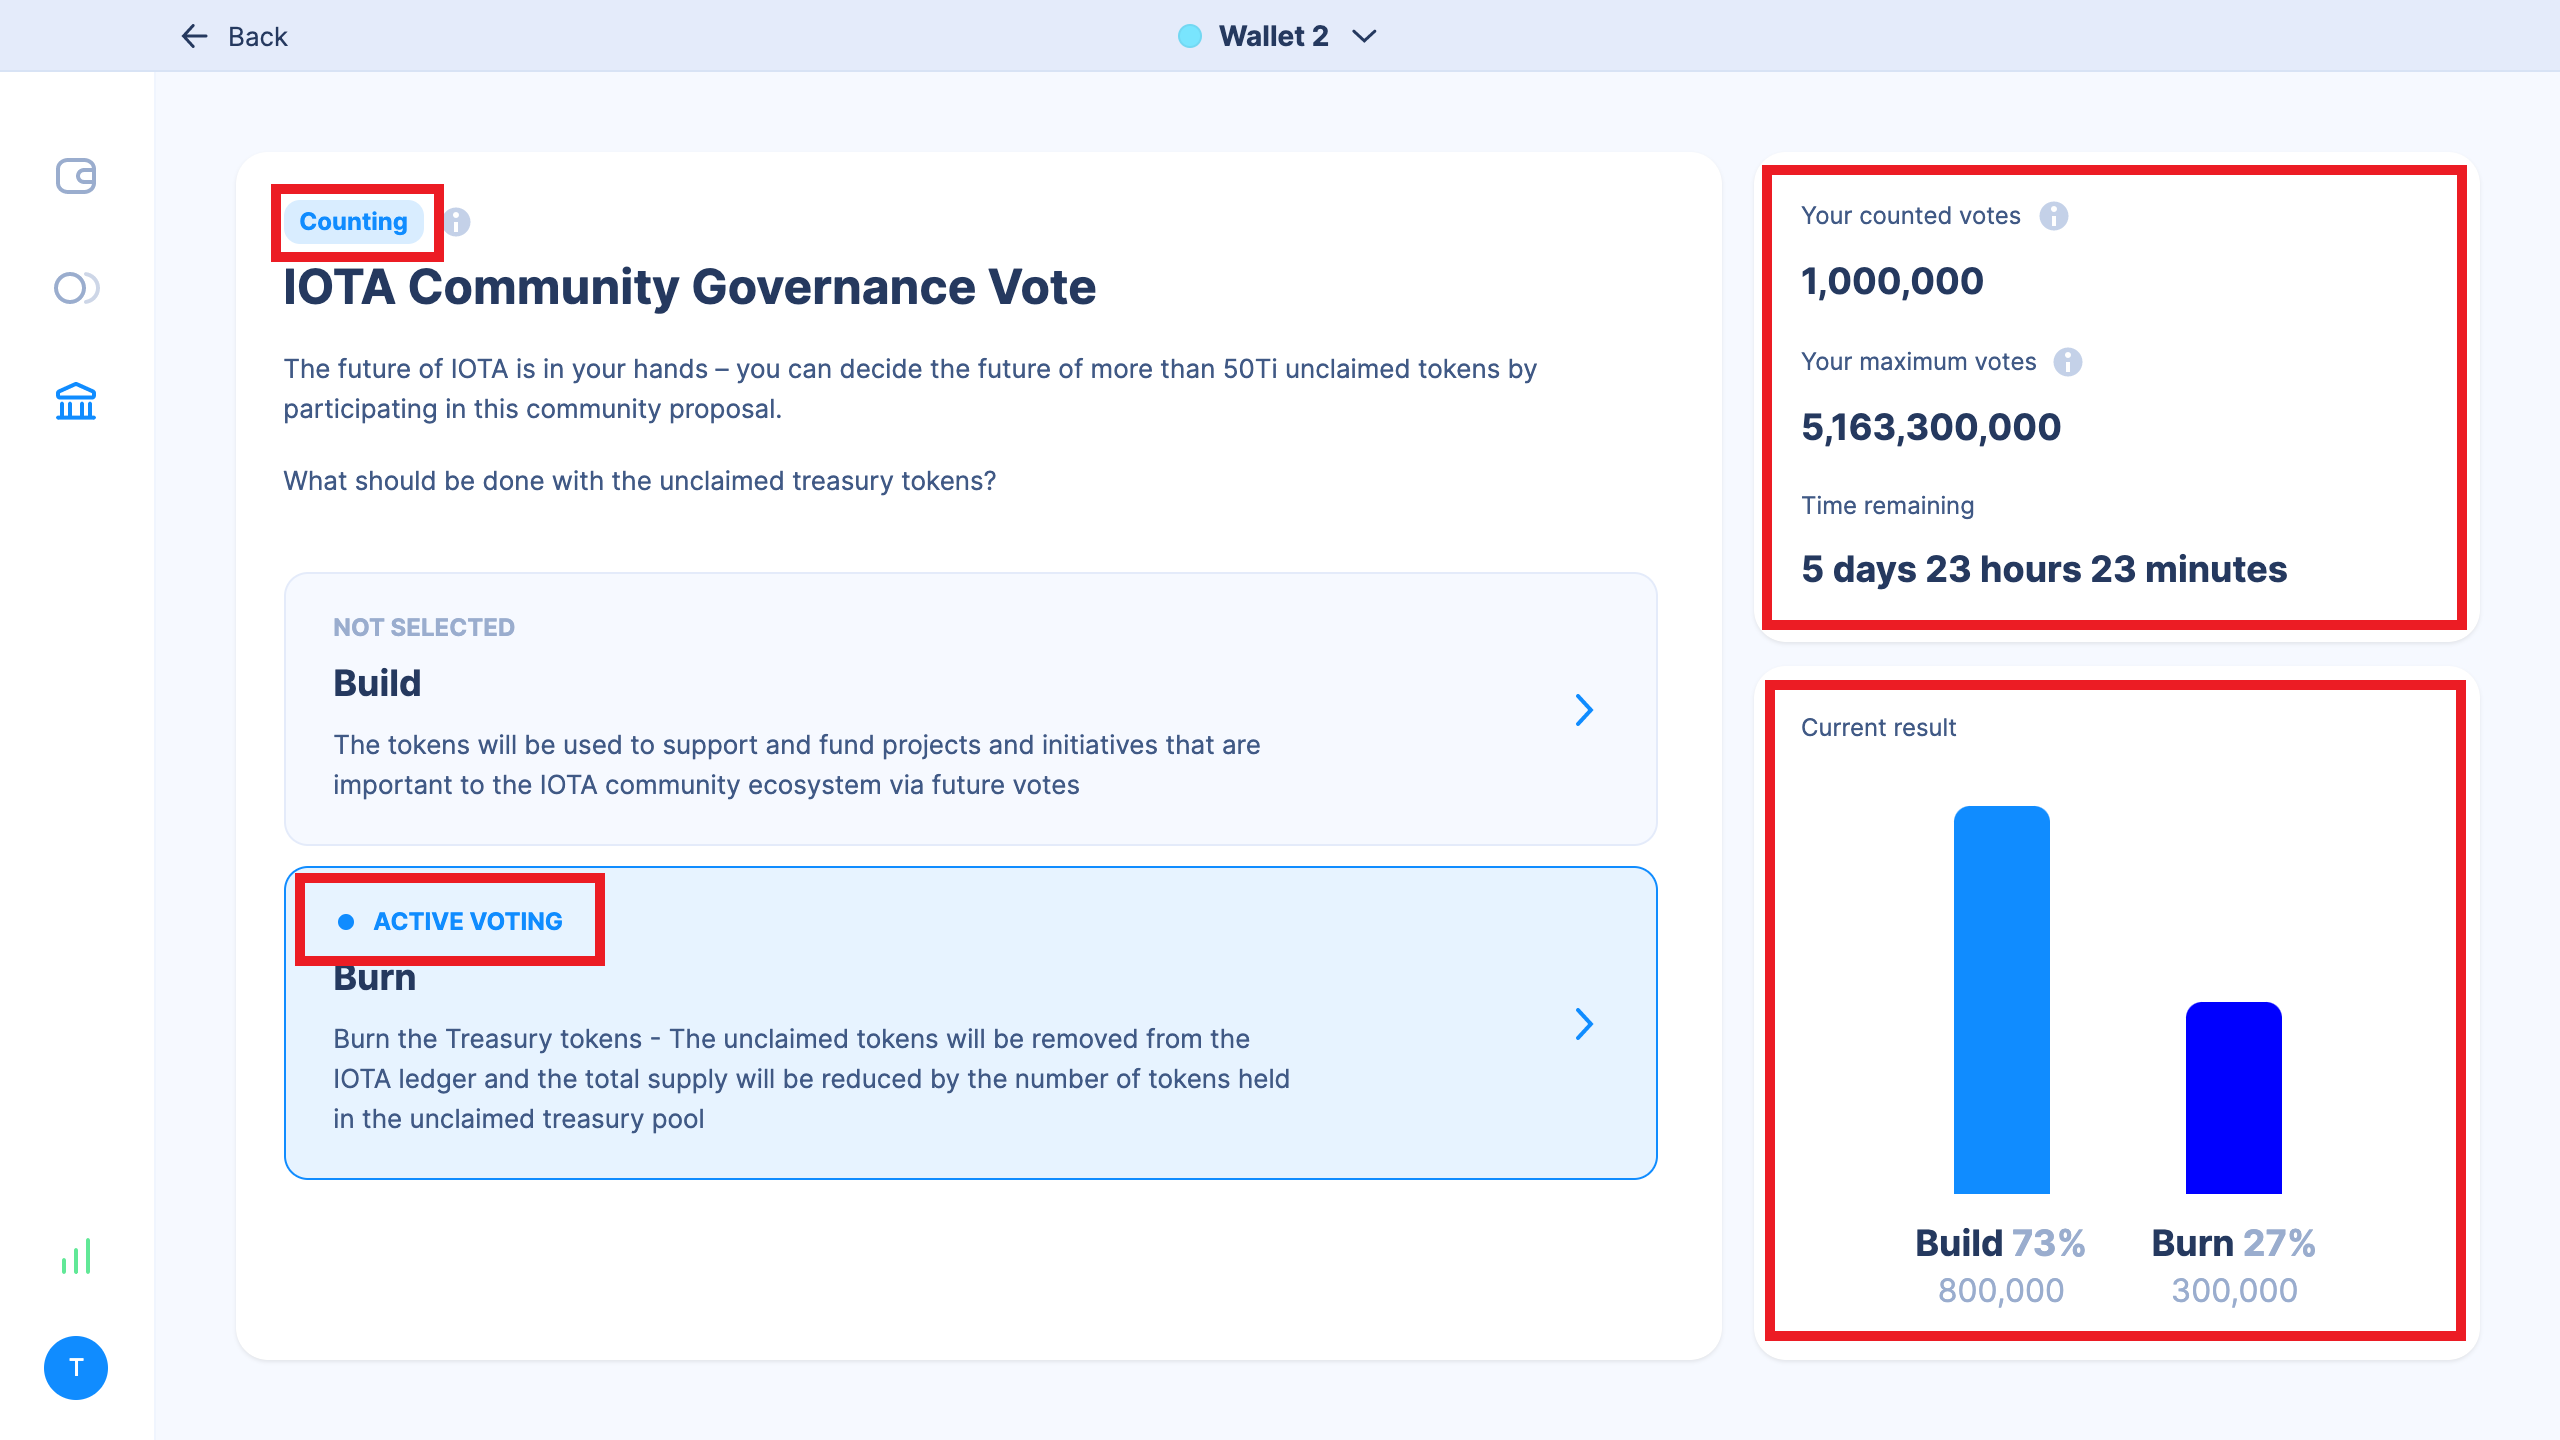 Back
Wallet 2
Counting
IOTA Community Governance Vote
The future of IOTA is in your hands – you can decide the future of more than 50Ti unclaimed tokens by
participating in this community proposal.
What should be done with the unclaimed treasury tokens?
NOT SELECTED
Build
The tokens will be used to support and fund projects and initiatives that are
important to the IOTA community ecosystem via future votes
ACTIVE VOTING
Burn
Burn the Treasury tokens - The unclaimed tokens will be removed from the
IOTA ledger and the total supply will be reduced by the number of tokens held
in the unclaimed treasury pool
Your counted votes
1,000,000
Your maximum votes
5,163,300,000
Time remaining
5 days 23 hours 23 minutes
Current result
Build 73% Burn 27%
800,000 300,000
T